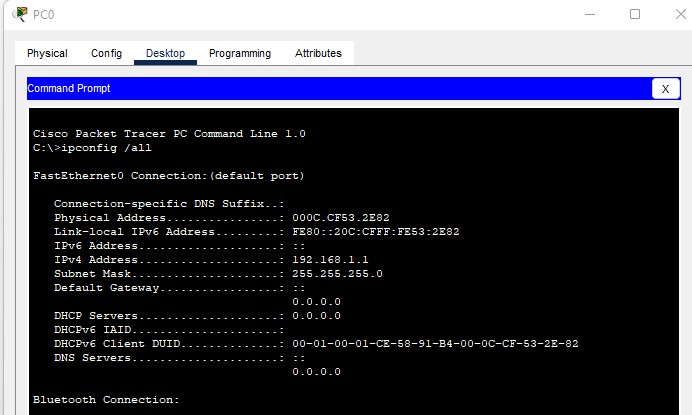 PC0
Physical Config Desktop Programming Attributes
Command Prompt X
Cisco Packet Tracer PC Command Line 1.0
C:\>ipconfig /all
FastEthernet0 Connection:(default port)
Connection-specific DNS Suffix..:
Physical Address................: 000C.CF53.2E82
Link-local IPv6 Address.........: FE80::20C:CFFF:FE53:2E82
IPv6 Address....................: ::
IPv4 Address....................: 192.168.1.1
Subnet Mask.....................: 255.255.255.0
Default Gateway.................: ::
0.0.0.0
DHCP Servers....................: 0.0.0.0
DHCPv6 IAID.....................:
DHCPv6 Client DUID..............: 00-01-00-01-CE-58-91-B4-00-0C-CF-53-2E-82
DNS Servers.....................: ::
0.0.0.0
Bluetooth Connection: